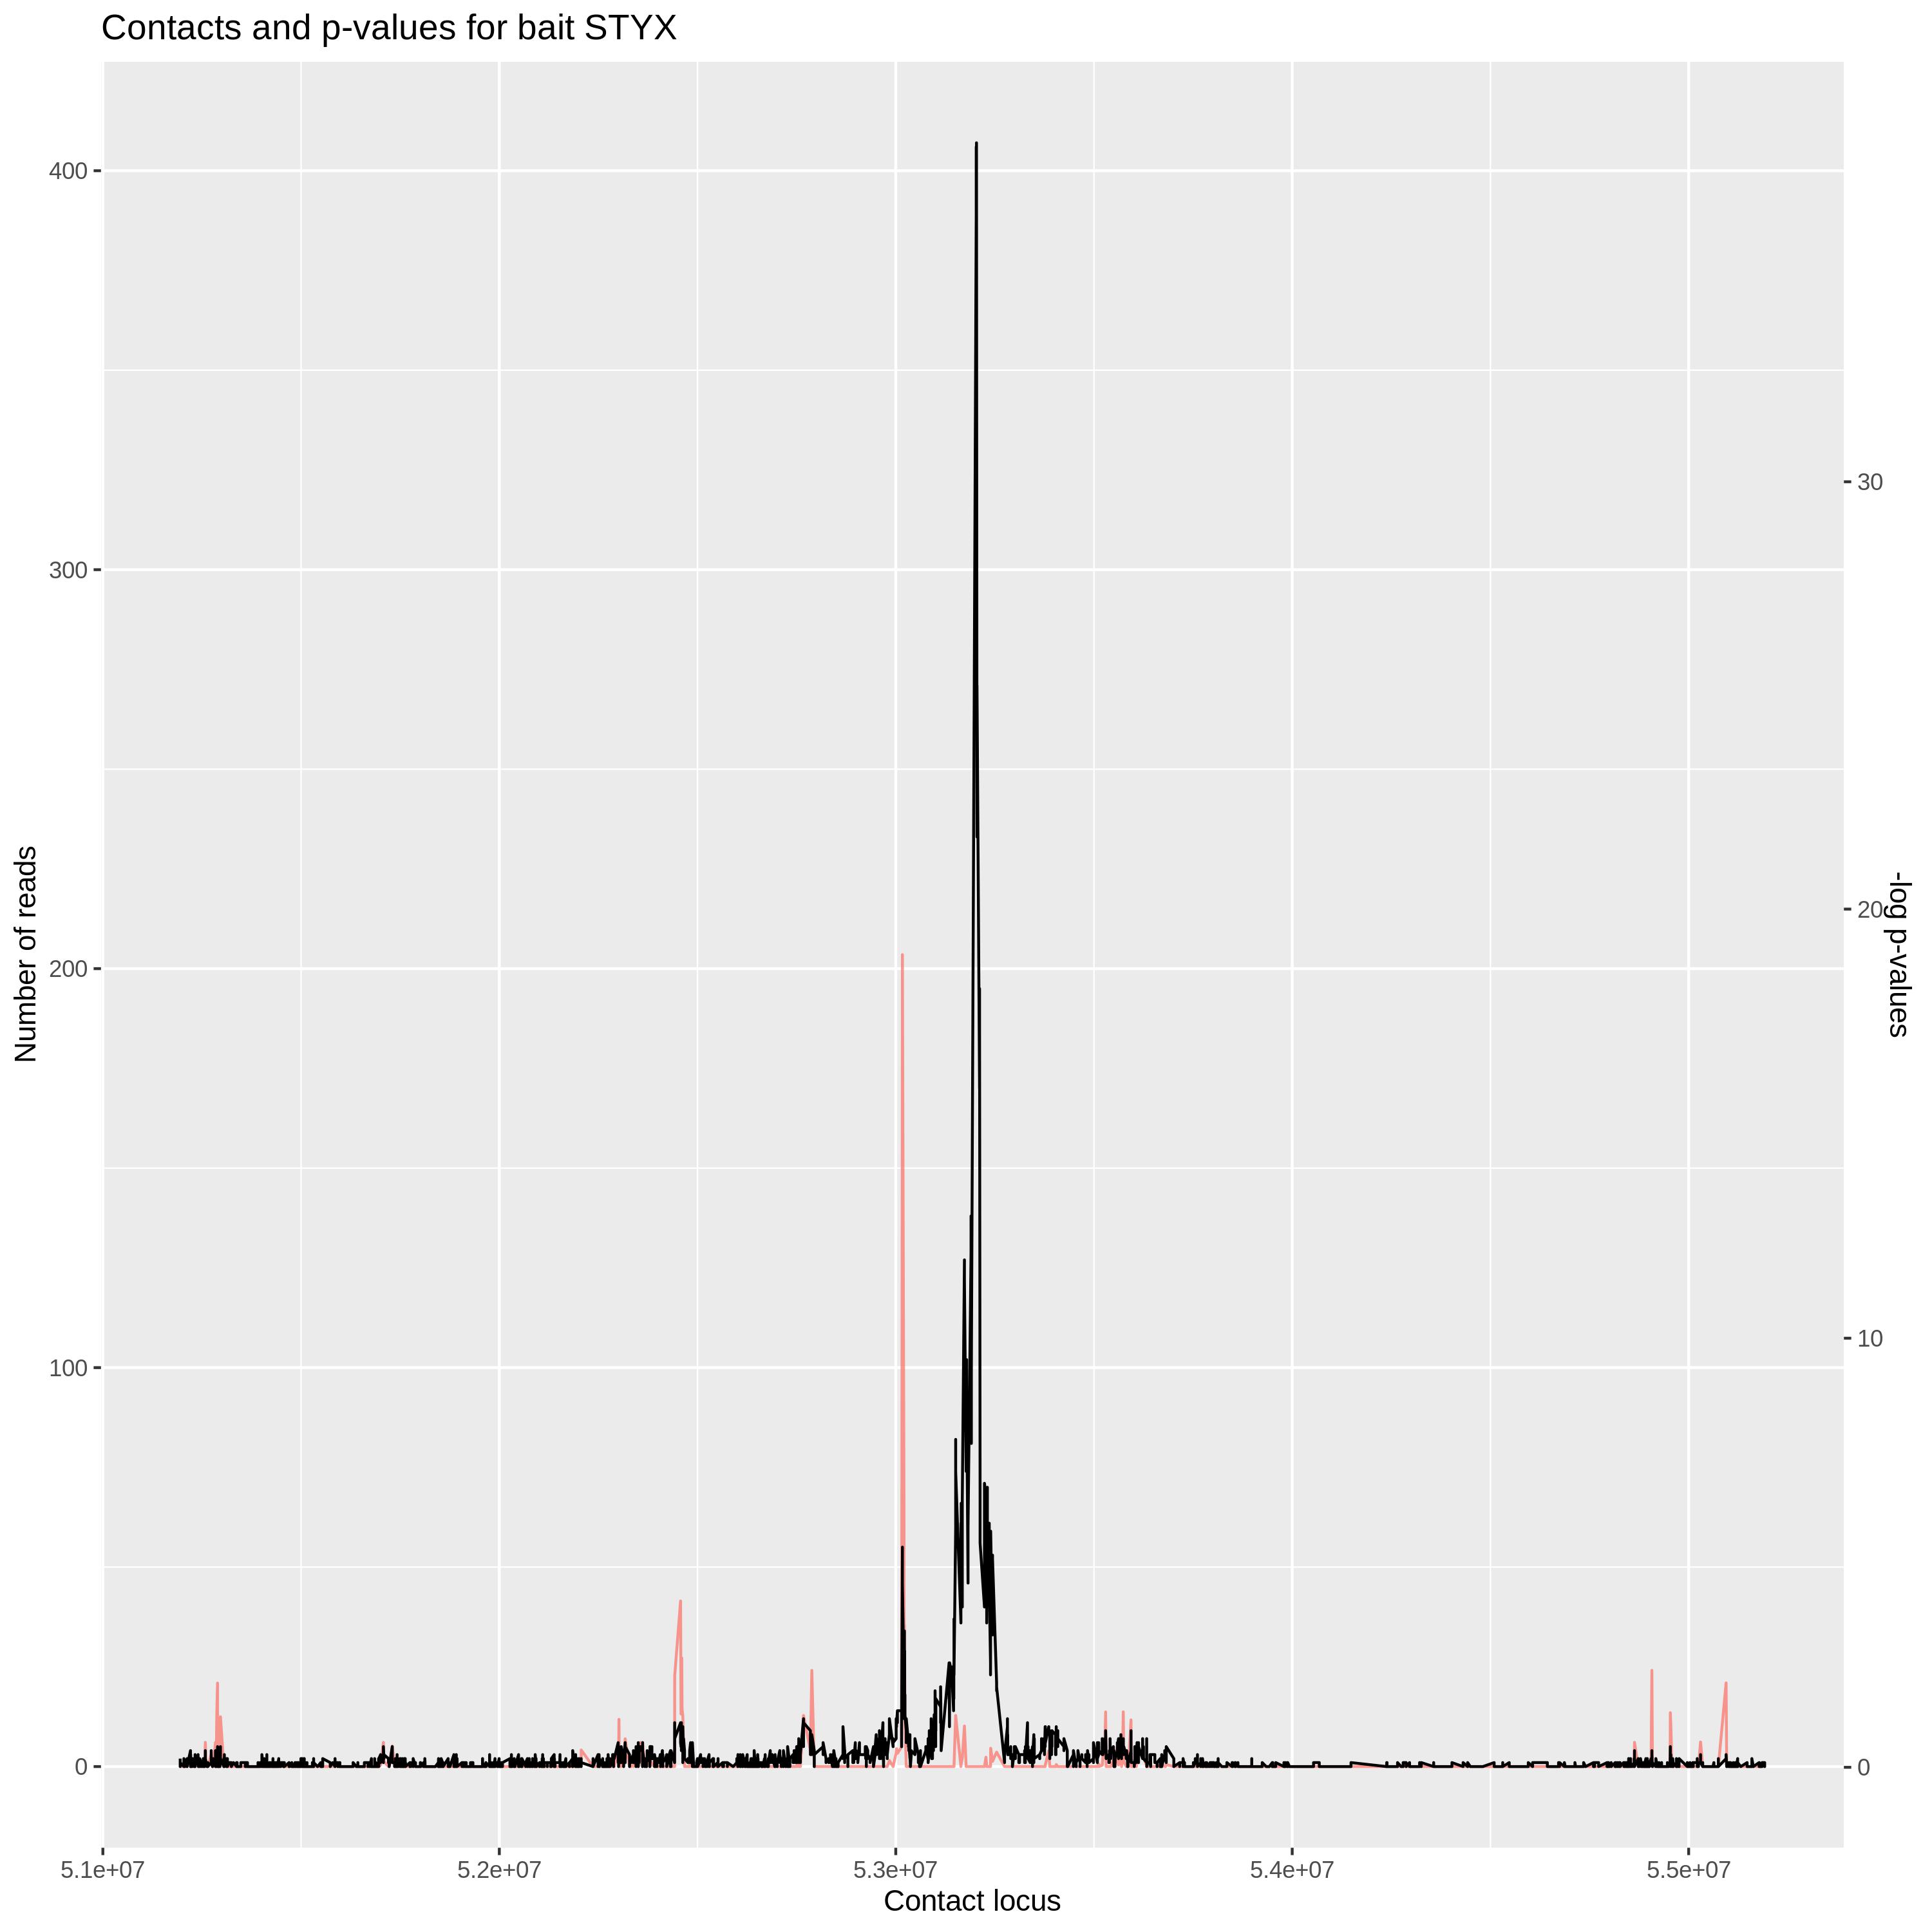 Contacts and p-values for bait STYX
400
300
200
100
0
Number of reads
30
20
10
0
-log p-values
5.1e+07
5.2e+07
5.3e+07
5.4e+07
5.5e+07
Contact locus